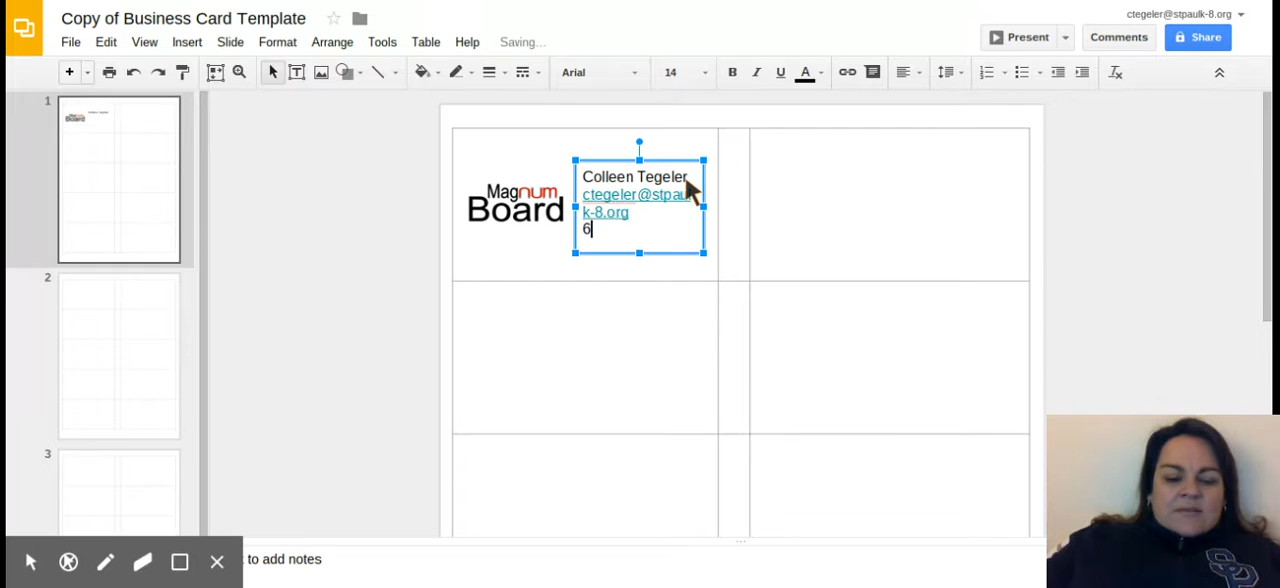 Copy of Business Card Template
ctegeler@stpaulk-8.org
File Edit View Insert Slide Format Arrange Tools Table Help Saving...
Present Comments Share
Arial 14 B I U A
1
2
3
Magnum
Board
Colleen Tegeler
ctegeler@stpaul
k-8.org
6
to add notes
SP